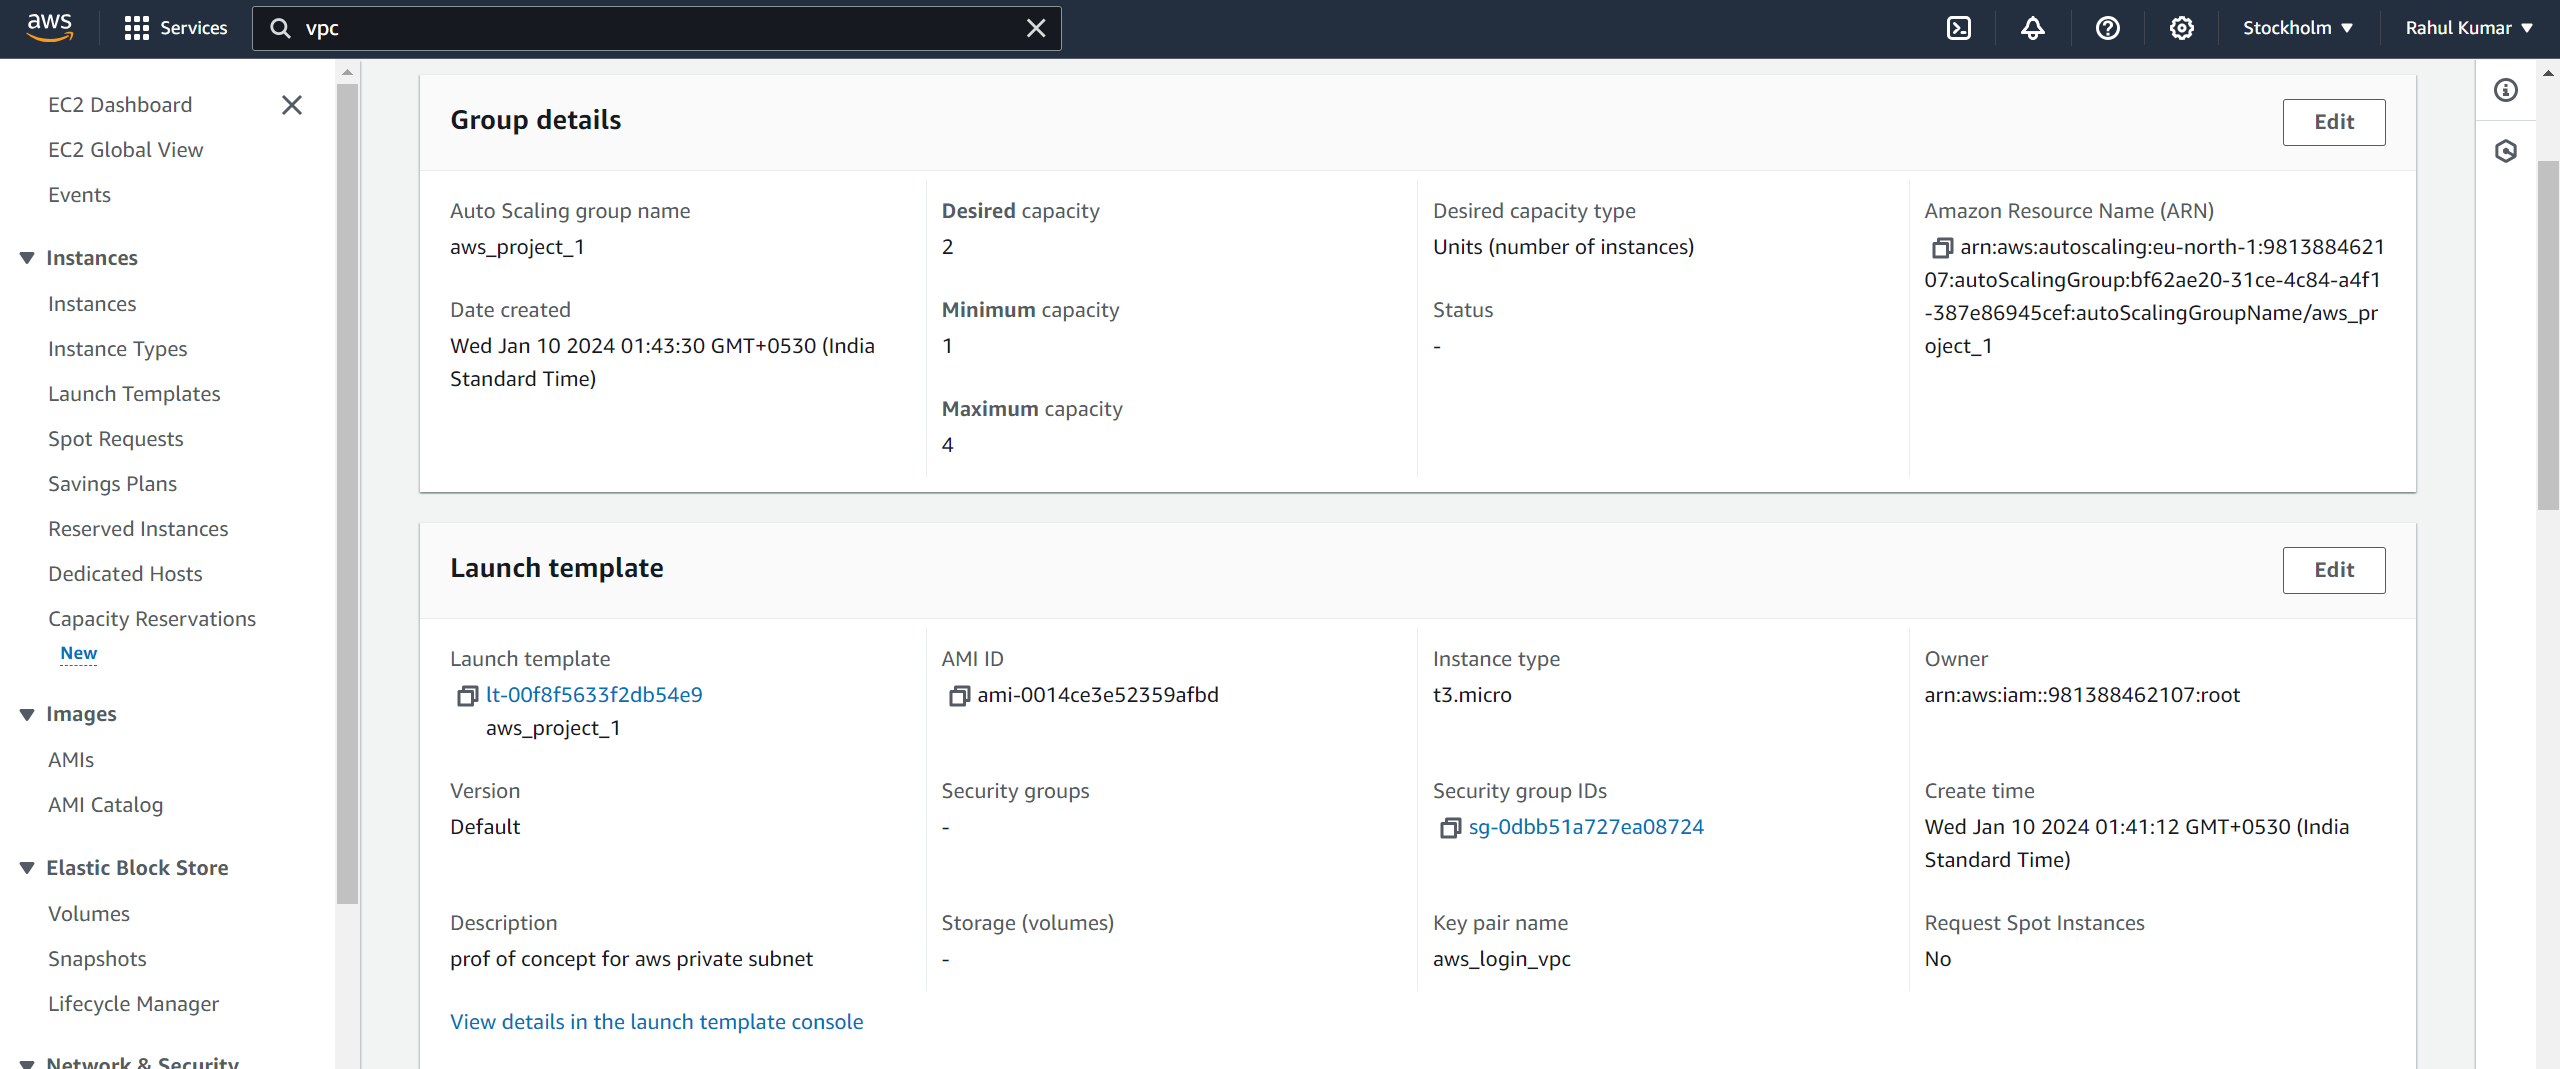 aws
Services
vpc
Stockholm
Rahul Kumar
EC2 Dashboard
EC2 Global View
Events
Instances
Instances
Instance Types
Launch Templates
Spot Requests
Savings Plans
Reserved Instances
Dedicated Hosts
Capacity Reservations
New
Images
AMIs
AMI Catalog
Elastic Block Store
Volumes
Snapshots
Lifecycle Manager
Network & Security
Group details
Edit
Auto Scaling group name
aws_project_1
Date created
Wed Jan 10 2024 01:43:30 GMT+0530 (India
Standard Time)
Desired capacity
2
Minimum capacity
1
Maximum capacity
4
Desired capacity type
Units (number of instances)
Status
-
Amazon Resource Name (ARN)
arn:aws:autoscaling:eu-north-1:9813884621
07:autoScalingGroup:bf62ae20-31ce-4c84-a4f1
-387e86945cef:autoScalingGroupName/aws_pr
oject_1
Launch template
Edit
Launch template
lt-00f8f5633f2db54e9
aws_project_1
AMI ID
ami-0014ce3e52359afbd
Instance type
t3.micro
Owner
arn:aws:iam::981388462107:root
Version
Default
Security groups
-
Security group IDs
sg-0dbb51a727ea08724
Create time
Wed Jan 10 2024 01:41:12 GMT+0530 (India
Standard Time)
Description
prof of concept for aws private subnet
Storage (volumes)
-
Key pair name
aws_login_vpc
Request Spot Instances
No
View details in the launch template console